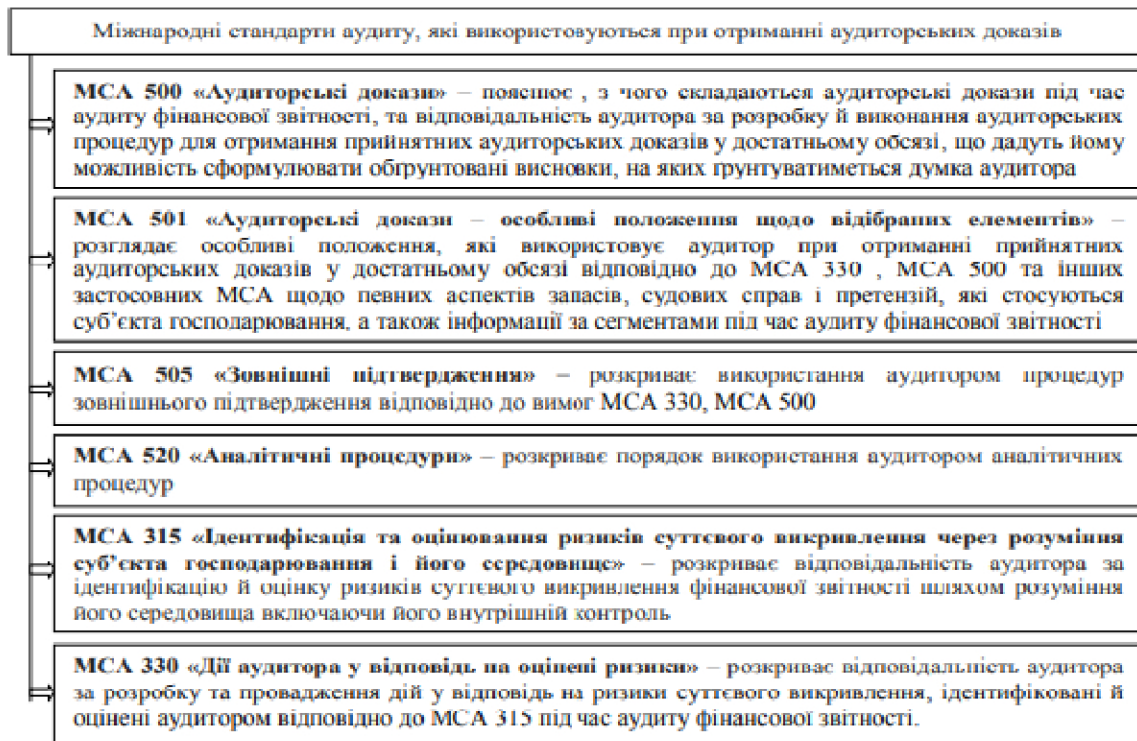 Міжнародні стандарти аудиту, які використовуються при отриманні аудиторських доказів
МСА 500 «Аудиторські докази» – пояснює , з чого складаються аудиторські докази під час
аудиту фінансової звітності, та відповідальність аудитора за розробку й виконання аудиторських
процедур для отримання прийнятних аудиторських доказів у достатньому обсязі, що дадуть йому
можливість сформулювати обґрунтовані висновки, на яких ґрунтуватиметься думка аудитора
МСА 501 «Аудиторські докази – особливі положення щодо відібраних елементів» –
розглядає особливі положення, які використовує аудитор при отриманні прийнятних
аудиторських доказів у достатньому обсязі відповідно до МСА 330 , МСА 500 та інших
застосовних МСА щодо певних аспектів запасів, судових справ і претензій, які стосуються
суб’єкта господарювання, а також інформації за сегментами під час аудиту фінансової звітності
МСА 505 «Зовнішні підтвердження» – розкриває використання аудитором процедур
зовнішнього підтвердження відповідно до вимог МСА 330, МСА 500
МСА 520 «Аналітичні процедури» – розкриває порядок використання аудитором аналітичних
процедур
МСА 315 «Ідентифікація та оцінювання ризиків суттєвого викривлення через розуміння
суб’єкта господарювання і його середовище» – розкриває відповідальність аудитора за
ідентифікацію й оцінку ризиків суттєвого викривлення фінансової звітності шляхом розуміння
його середовища включаючи його внутрішній контроль
МСА 330 «Дії аудитора у відповідь на оцінені ризики» – розкриває відповідальність аудитора
за розробку та провадження дій у відповідь на ризики суттєвого викривлення, ідентифіковані й
оцінені аудитором відповідно до МСА 315 під час аудиту фінансової звітності.